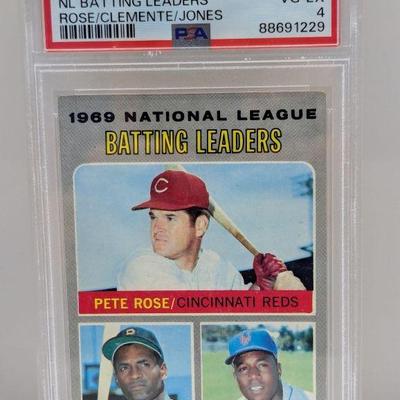 NL BATTING LEADERS VG-EX
ROSE/CLEMENTE/JONES 4
PSA 88691229
1969 NATIONAL LEAGUE
BATTING LEADERS
C
PETE ROSE/CINCINNATI REDS
P
NY